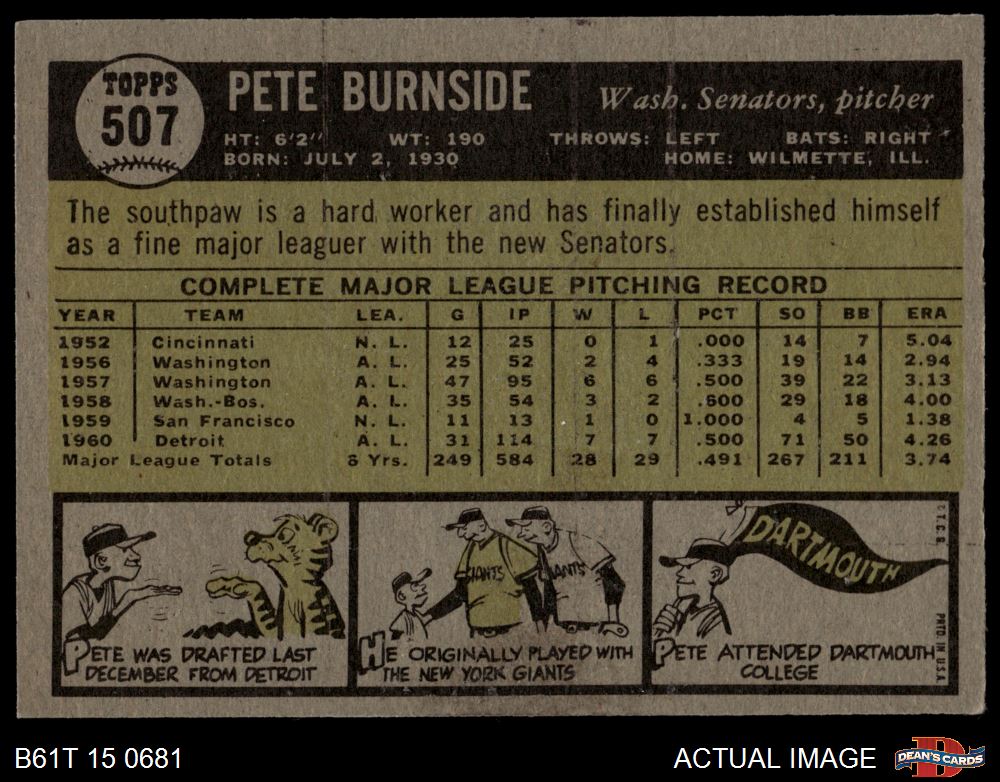 TOPPS
507
PETE BURNSIDE
Wash. Senators, pitcher
HT: 6'2" WT: 190 THROWS: LEFT BATS: RIGHT
BORN: JULY 2, 1930 HOME: WILMETTE, ILL.
The southpaw is a hard worker and has finally established himself
as a fine major leaguer with the new Senators.
COMPLETE MAJOR LEAGUE PITCHING RECORD
YEAR TEAM LEA. G IP W L PCT SO BB ERA
1952 Cincinnati N. L. 12 25 0 1 .000 14 7 5.04
1956 Washington A. L. 25 52 2 4 .333 19 14 2.94
1957 Washington A. L. 47 95 6 6 .500 39 22 3.13
1958 Wash.-Bos. A. L. 35 54 3 2 .600 29 18 4.00
1959 San Francisco N. L. 11 13 1 0 1.000 4 5 1.38
1960 Detroit A. L. 31 114 7 7 .500 71 50 4.26
Major League Totals 8 Yrs. 249 584 28 29 .491 267 211 3.74
GIANTS
IANTS
DARTMOUTH
PETE WAS DRAFTED LAST
DECEMBER FROM DETROIT
HE ORIGINALLY PLAYED WITH
THE NEW YORK GIANTS
PETE ATTENDED DARTMOUTH
COLLEGE
© T.C.G.
PRTD. IN U.S.A.
B61T 15 0681
ACTUAL IMAGE
DEAN'S CARDS